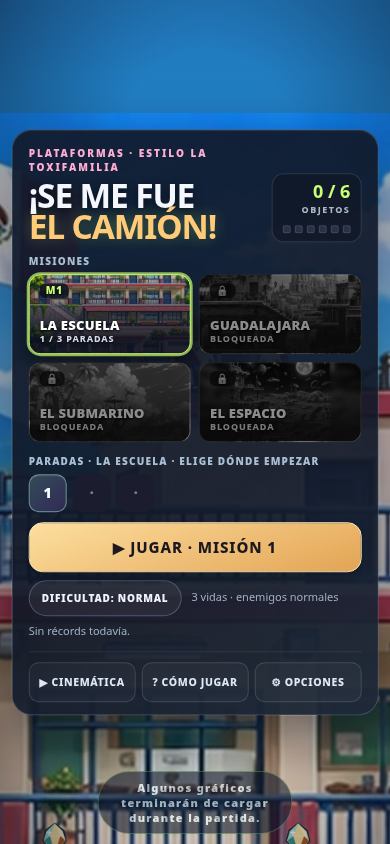 PLATAFORMAS · ESTILO LA
TOXIFAMILIA
¡SE ME FUE
EL CAMIÓN!
0 / 6
OBJETOS
MISIONES
M1
LA ESCUELA
1 / 3 PARADAS
GUADALAJARA
BLOQUEADA
EL SUBMARINO
BLOQUEADA
EL ESPACIO
BLOQUEADA
PARADAS · LA ESCUELA · ELIGE DÓNDE EMPEZAR
1 · ·
▶ JUGAR · MISIÓN 1
DIFICULTAD: NORMAL 3 vidas · enemigos normales
Sin récords todavía.
▶ CINEMÁTICA ? CÓMO JUGAR ⚙ OPCIONES
Algunos gráficos
terminarán de cargar
durante la partida.